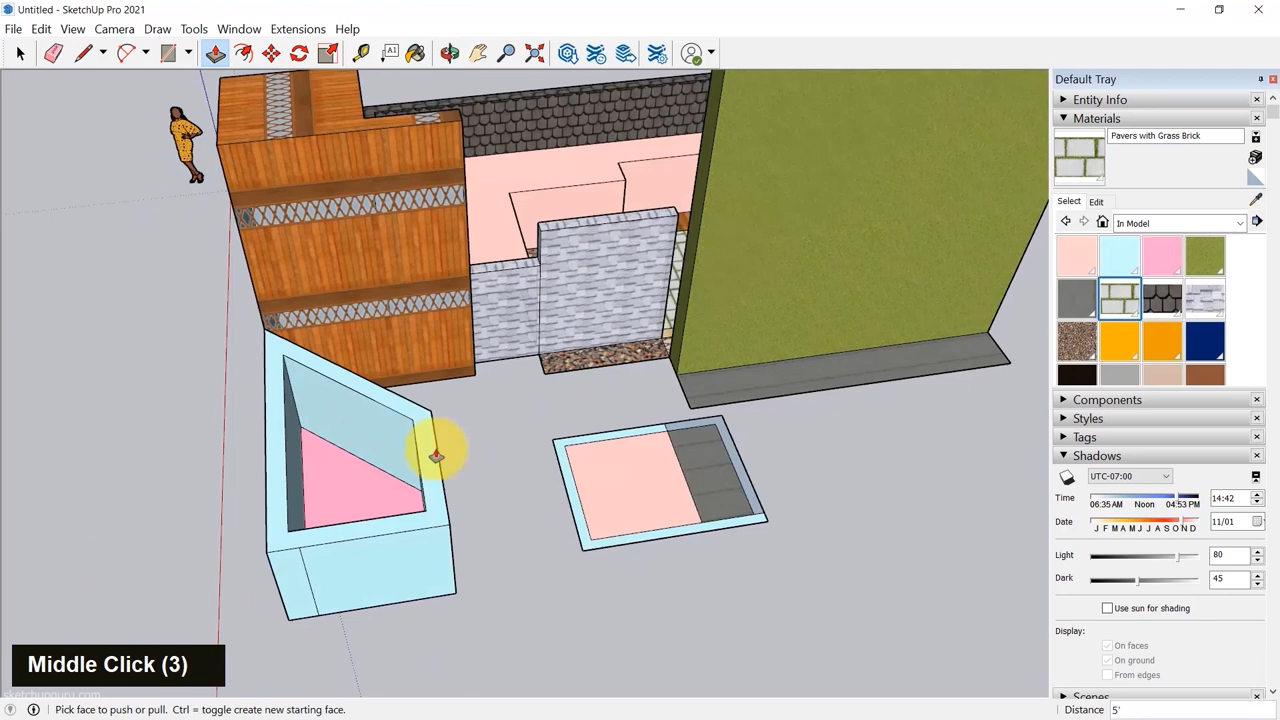 Untitled - SketchUp Pro 2021
File Edit View Camera Draw Tools Window Extensions Help
Default Tray
Entity Info
Materials
Pavers with Grass Brick
Select Edit
In Model
Components
Styles
Tags
Shadows
UTC-07:00
Time 06:35 AM Noon 04:53 PM 14:42
Date J F M A M J J A S O N D 11/01
Light 80
Dark 45
Use sun for shading
Display:
On faces
On ground
From edges
Scenes
Middle Click (3)
sketchupguru.com
Pick face to push or pull. Ctrl = toggle create new starting face.
Distance 5'